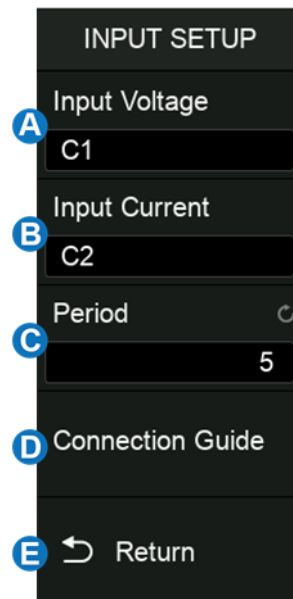 INPUT SETUP
Input Voltage
A
C1
Input Current
B
C2
Period
C
5
D Connection Guide
E Return